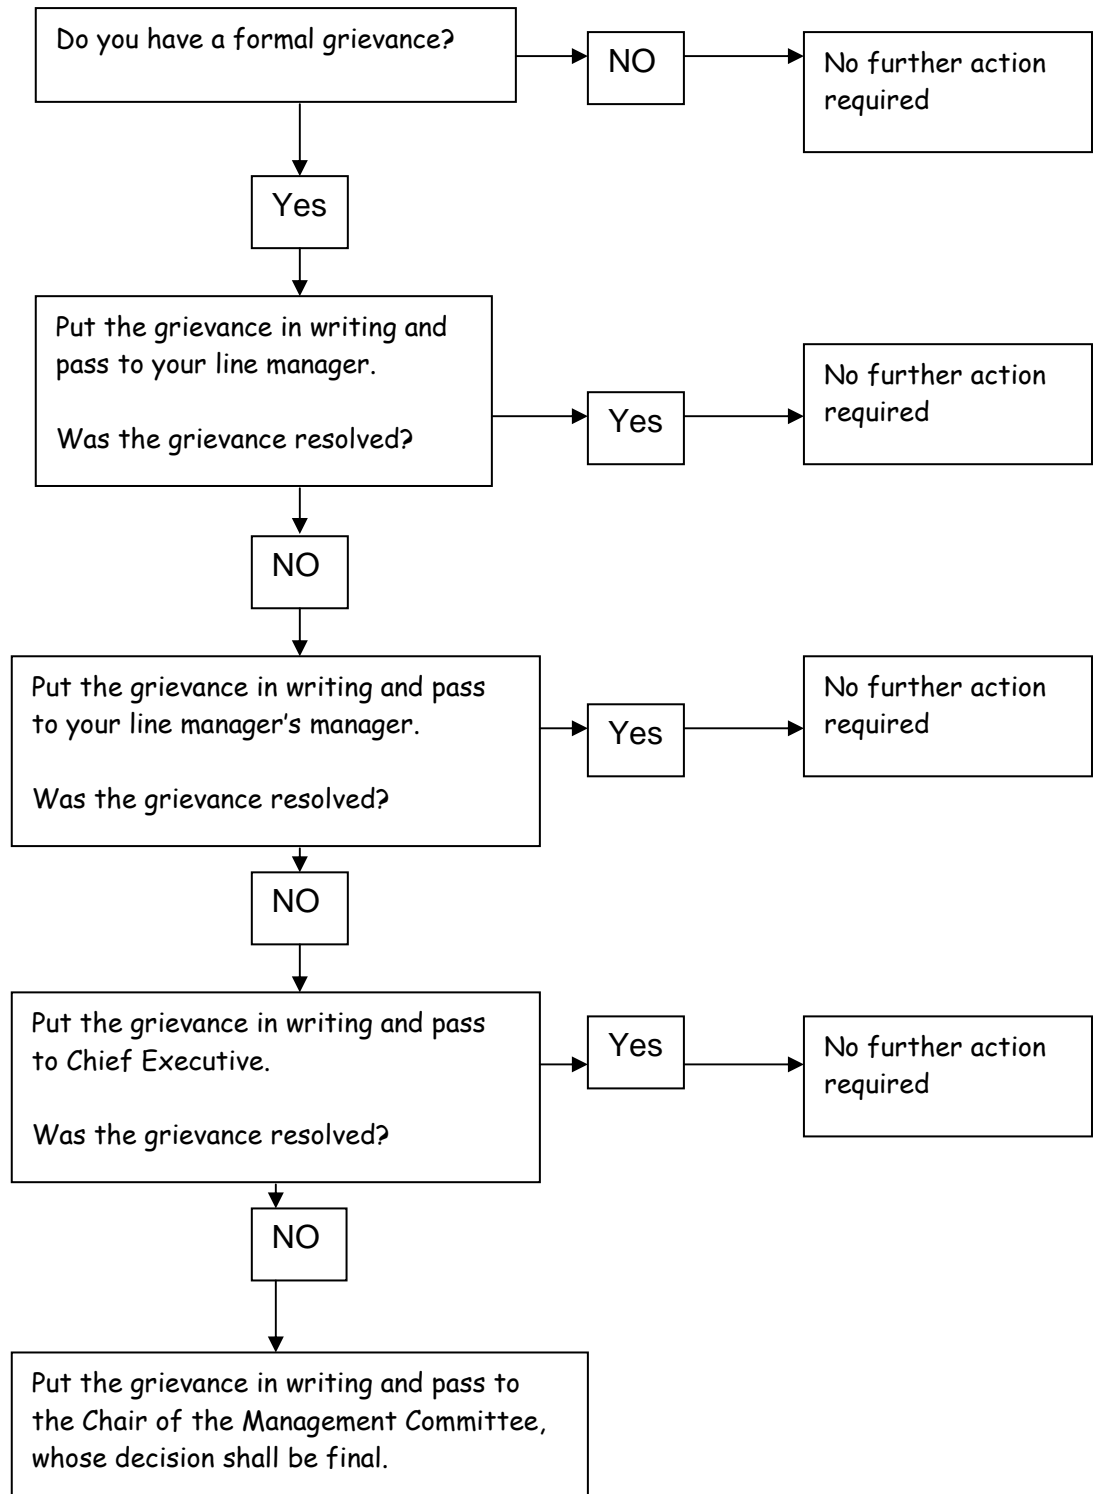 Do you have a formal grievance?
NO
No further action
required
Yes
Put the grievance in writing and
pass to your line manager.
Was the grievance resolved?
Yes
No further action
required
NO
Put the grievance in writing and pass
to your line manager’s manager.
Was the grievance resolved?
Yes
No further action
required
NO
Put the grievance in writing and pass
to Chief Executive.
Was the grievance resolved?
Yes
No further action
required
NO
Put the grievance in writing and pass to
the Chair of the Management Committee,
whose decision shall be final.